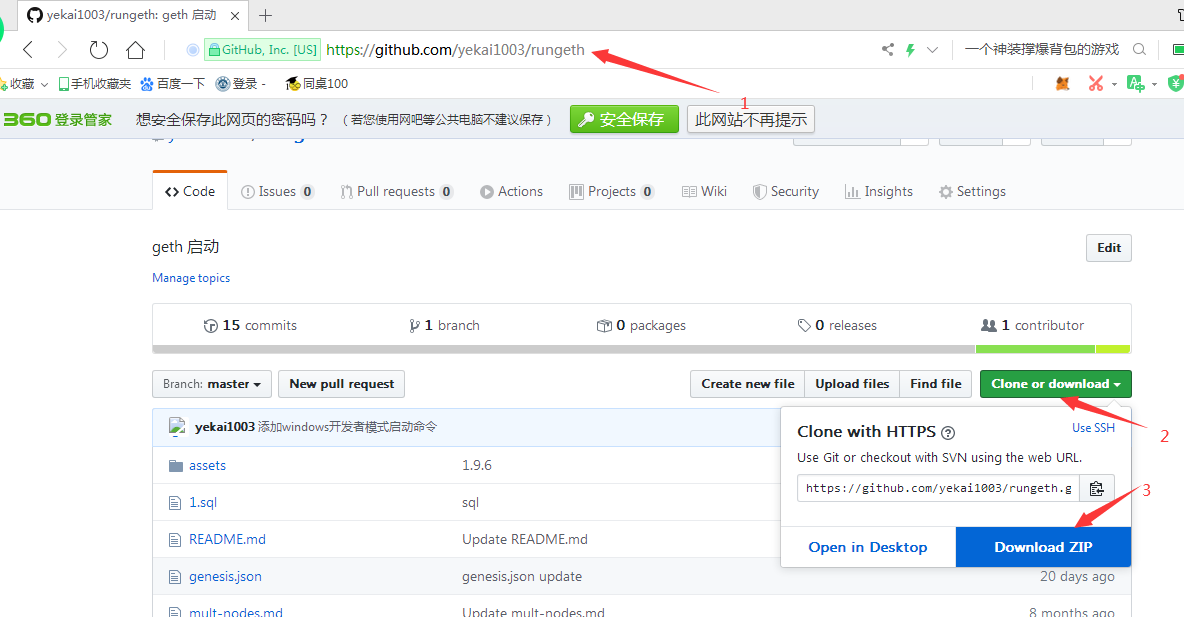 yekai1003/rungeth: geth 启动
GitHub, Inc. [US] https://github.com/yekai1003/rungeth
一个神装撑爆背包的游戏
收藏 手机收藏夹 百度一下 登录 - 同桌100
1
360 登录管家 想安全保存此网页的密码吗？（若您使用网吧等公共电脑不建议保存） 安全保存 此网站不再提示
Code Issues 0 Pull requests 0 Actions Projects 0 Wiki Security Insights Settings
geth 启动 Edit
Manage topics
15 commits 1 branch 0 packages 0 releases 1 contributor
Branch: master New pull request Create new file Upload files Find file Clone or download
yekai1003 添加windows开发者模式启动命令
Clone with HTTPS ? Use SSH
2
Use Git or checkout with SVN using the web URL.
https://github.com/yekai1003/rungeth.g
3
Open in Desktop Download ZIP
assets 1.9.6
1.sql sql
README.md Update README.md
genesis.json genesis.json update 20 days ago
mult-nodes.md Update mult-nodes.md 8 months ago